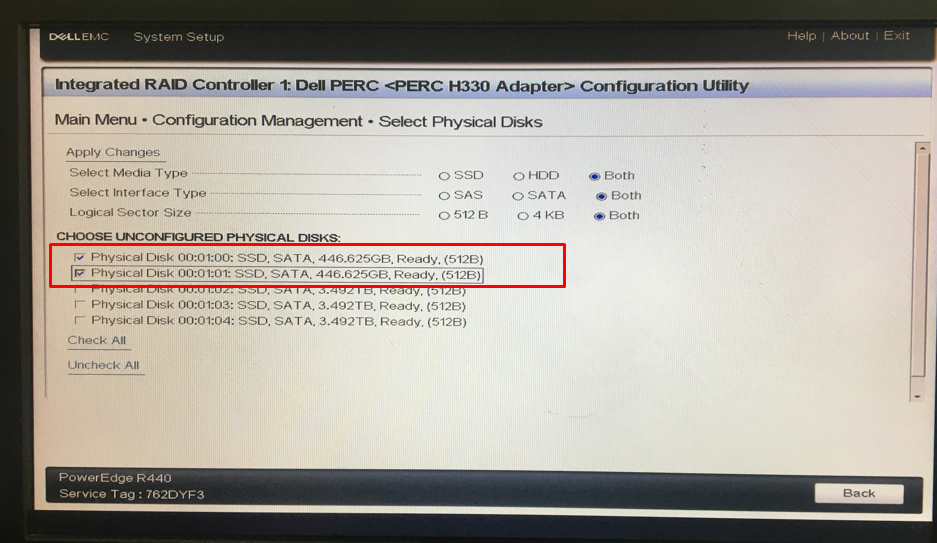 DELLEMC System Setup Help | About | Exit
Integrated RAID Controller 1: Dell PERC <PERC H330 Adapter> Configuration Utility
Main Menu • Configuration Management • Select Physical Disks
Apply Changes
Select Media Type SSD HDD Both
Select Interface Type SAS SATA Both
Logical Sector Size 512 B 4 KB Both
CHOOSE UNCONFIGURED PHYSICAL DISKS:
Physical Disk 00:01:00: SSD, SATA, 446.625GB, Ready, (512B)
Physical Disk 00:01:01: SSD, SATA, 446.625GB, Ready, (512B)
Physical Disk 00:01:02: SSD, SATA, 3.492TB, Ready, (512B)
Physical Disk 00:01:03: SSD, SATA, 3.492TB, Ready, (512B)
Physical Disk 00:01:04: SSD, SATA, 3.492TB, Ready, (512B)
Check All
Uncheck All
PowerEdge R440
Service Tag : 762DYF3
Back